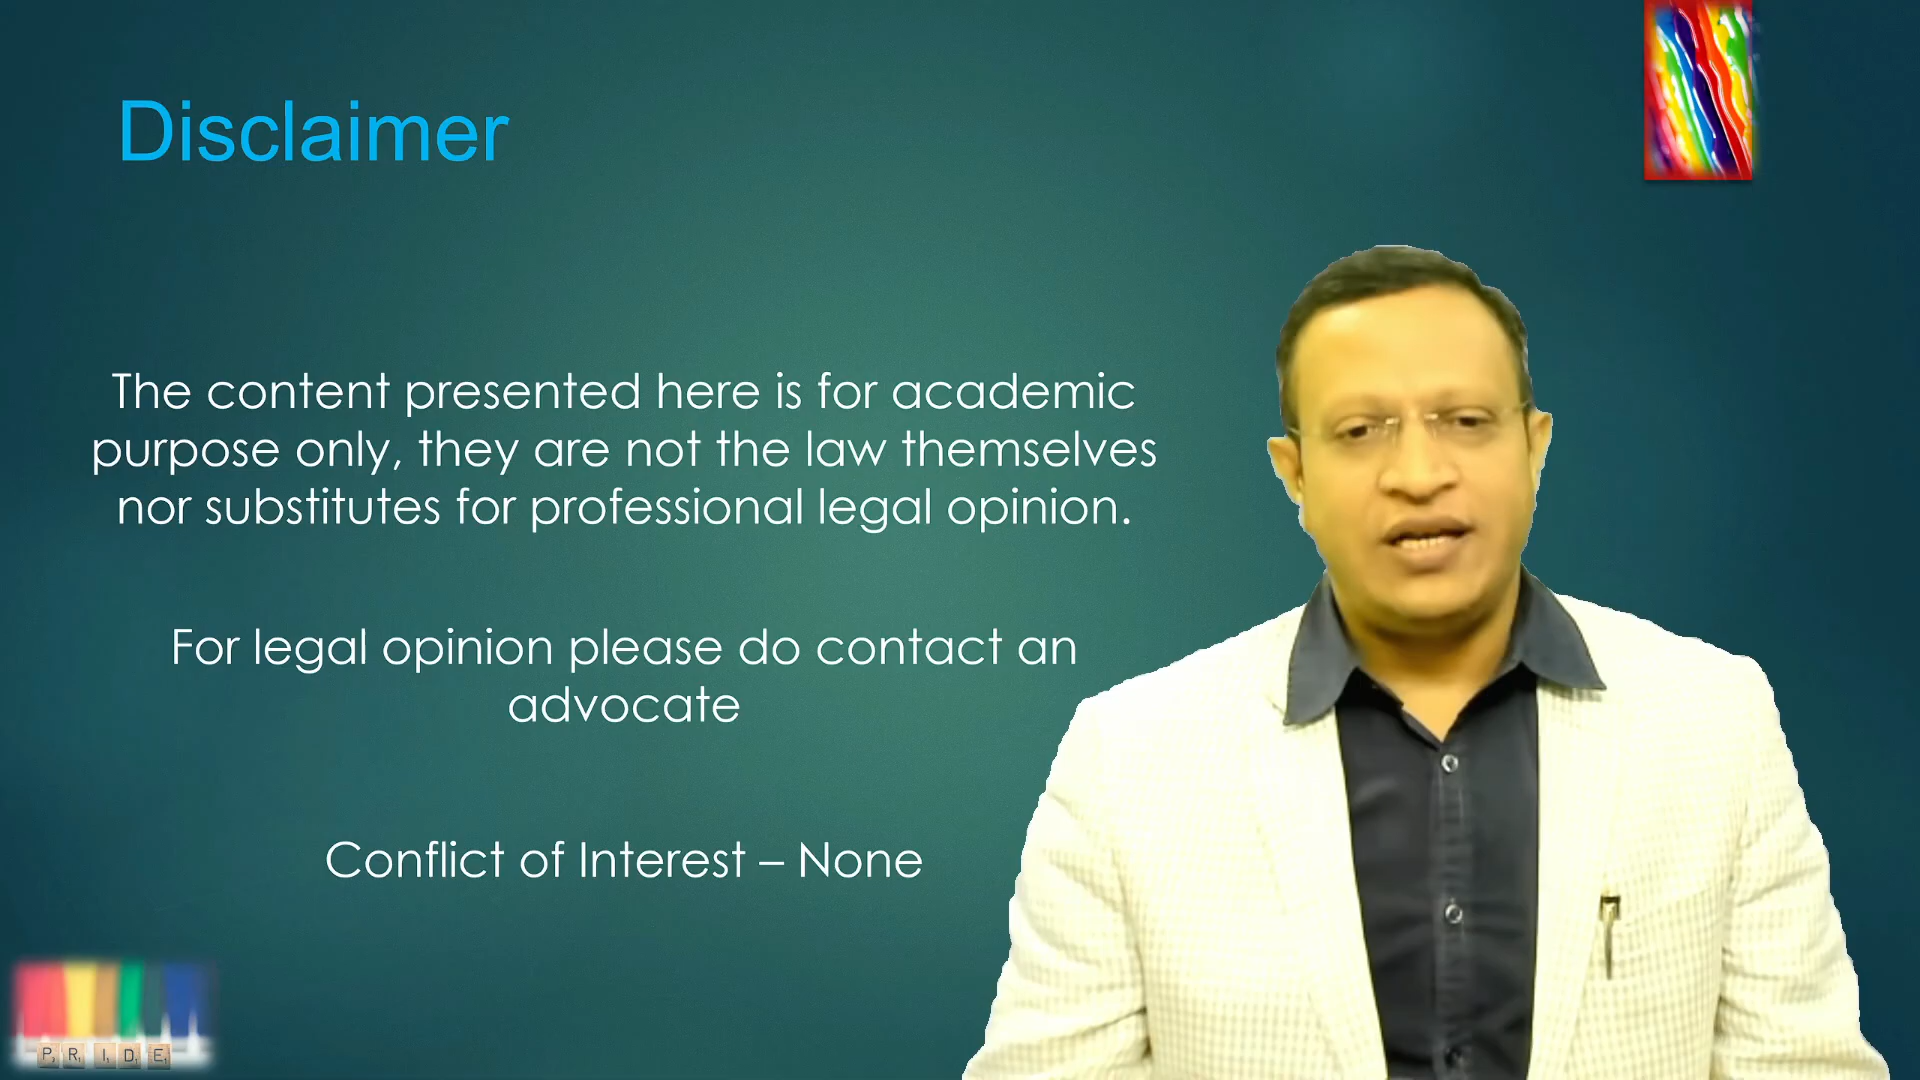 Disclaimer
The content presented here is for academic
purpose only, they are not the law themselves
nor substitutes for professional legal opinion.
For legal opinion please do contact an
advocate
Conflict of Interest – None
PRIDE